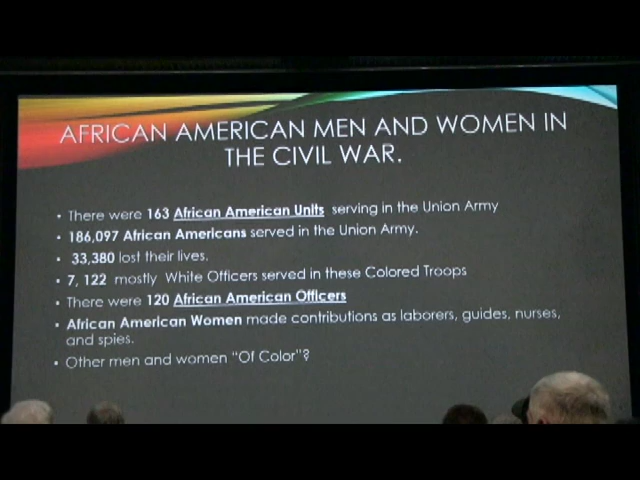 AFRICAN AMERICAN MEN AND WOMEN IN
THE CIVIL WAR.
• There were 163 African American Units serving in the Union Army
• 186,097 African Americans served in the Union Army.
• 33,380 lost their lives.
• 7, 122 mostly White Officers served in these Colored Troops
• There were 120 African American Officers
• African American Women made contributions as laborers, guides, nurses,
and spies.
• Other men and women "Of Color"?